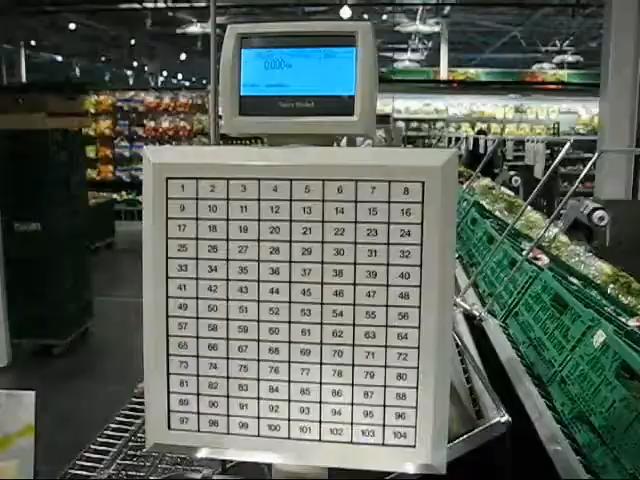 0.000
1 2 3 4 5 6 7 8
9 10 11 12 13 14 15 16
17 18 19 20 21 22 23 24
25 26 27 28 29 30 31 32
33 34 35 36 37 38 39 40
41 42 43 44 45 46 47 48
49 50 51 52 53 54 55 56
57 58 59 60 61 62 63 64
65 66 67 68 69 70 71 72
73 74 75 76 77 78 79 80
81 82 83 84 85 86 87 88
89 90 91 92 93 94 95 96
97 98 99 100 101 102 103 104